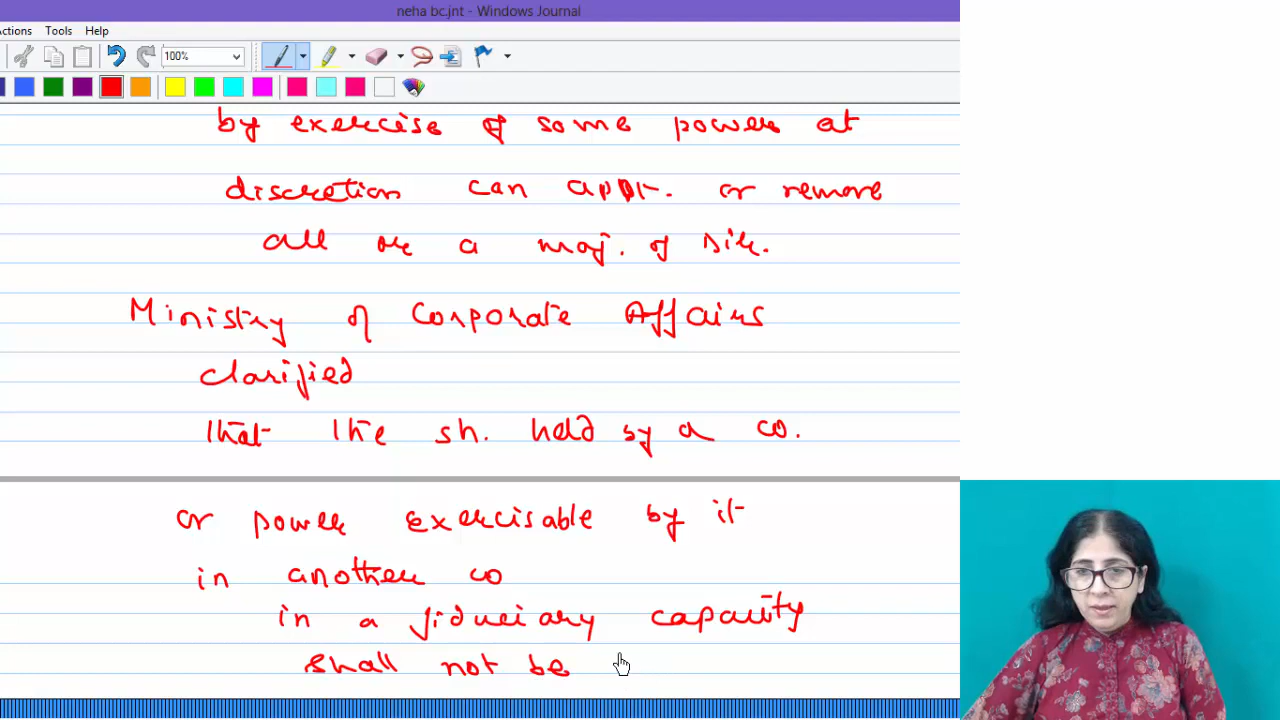 neha bc.jnt - Windows Journal
Actions Tools Help
100%
by exercise of some power at
discretion can appt. or remove
all or a maj. of dir.
Ministry of Corporate Affairs
clarified
that the sh. held by a co.
or power exercisable by it
in another co
in a fiduciary capacity
shall not be